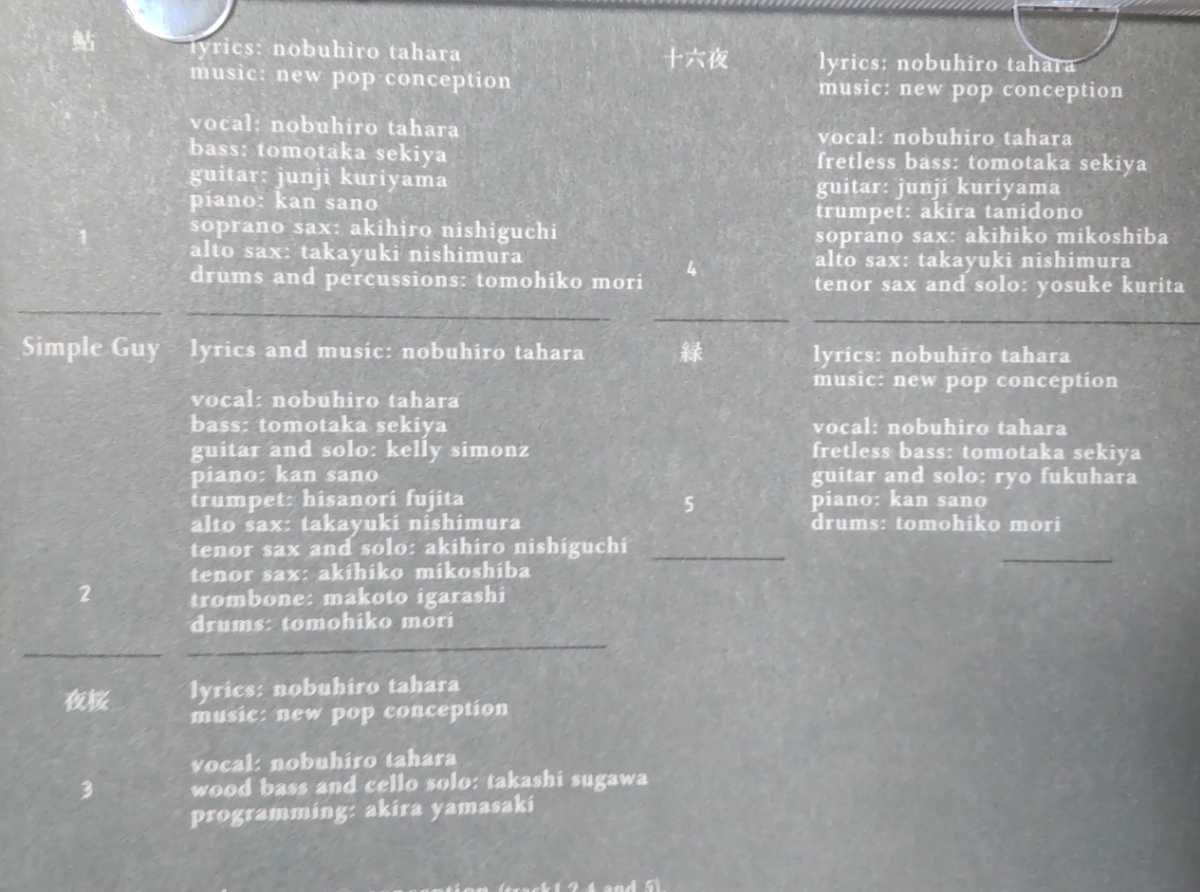 鮎
lyrics: nobuhiro tahara
music: new pop conception
vocal: nobuhiro tahara
bass: tomotaka sekiya
guitar: junji kuriyama
piano: kan sano
soprano sax: akihiro nishiguchi
1
alto sax: takayuki nishimura
drums and percussions: tomohiko mori
Simple Guy
lyrics and music: nobuhiro tahara
vocal: nobuhiro tahara
bass: tomotaka sekiya
guitar and solo: kelly simonz
piano: kan sano
trumpet: hisanori fujita
alto sax: takayuki nishimura
tenor sax and solo: akihiro nishiguchi
tenor sax: akihiko mikoshiba
2
trombone: makoto igarashi
drums: tomohiko mori
夜桜
lyrics: nobuhiro tahara
music: new pop conception
vocal: nobuhiro tahara
wood bass and cello solo: takashi sugawa
3
programming: akira yamasaki
十六夜
lyrics: nobuhiro tahara
music: new pop conception
vocal: nobuhiro tahara
fretless bass: tomotaka sekiya
guitar: junji kuriyama
trumpet: akira tanidono
soprano sax: akihiko mikoshiba
alto sax: takayuki nishimura
4
tenor sax and solo: yosuke kurita
緑
lyrics: nobuhiro tahara
music: new pop conception
vocal: nobuhiro tahara
fretless bass: tomotaka sekiya
guitar and solo: ryo fukuhara
piano: kan sano
5
drums: tomohiko mori
conception (track1,2,4 and 5),